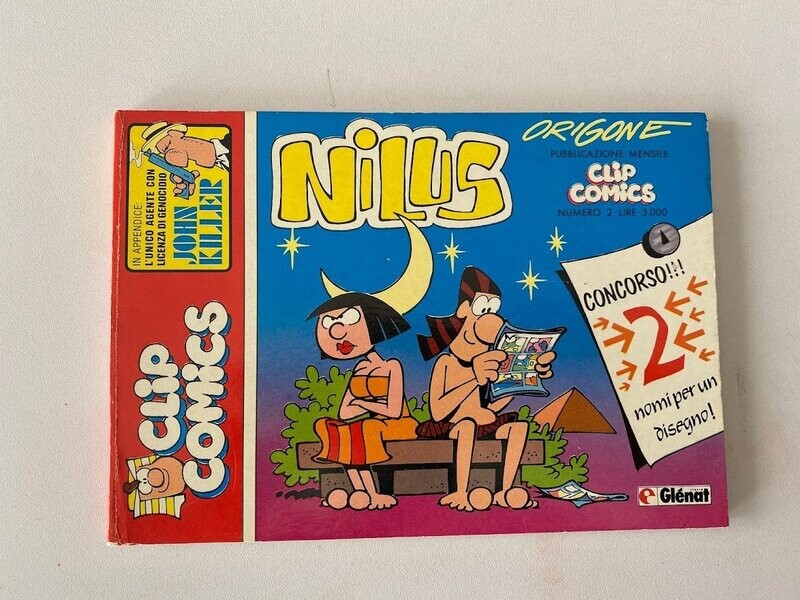 IN APPENDICE:
L'UNICO AGENTE CON
LICENZA DI GENOCIDIO
JOHN
KILLER
CLIP
COMICS
NILUS
ORIGONE
PUBBLICAZIONE MENSILE
CLIP
COMICS
NUMERO 2 LIRE 3.000
CONCORSO!!!
2
nomi per un
disegno!
Glénat